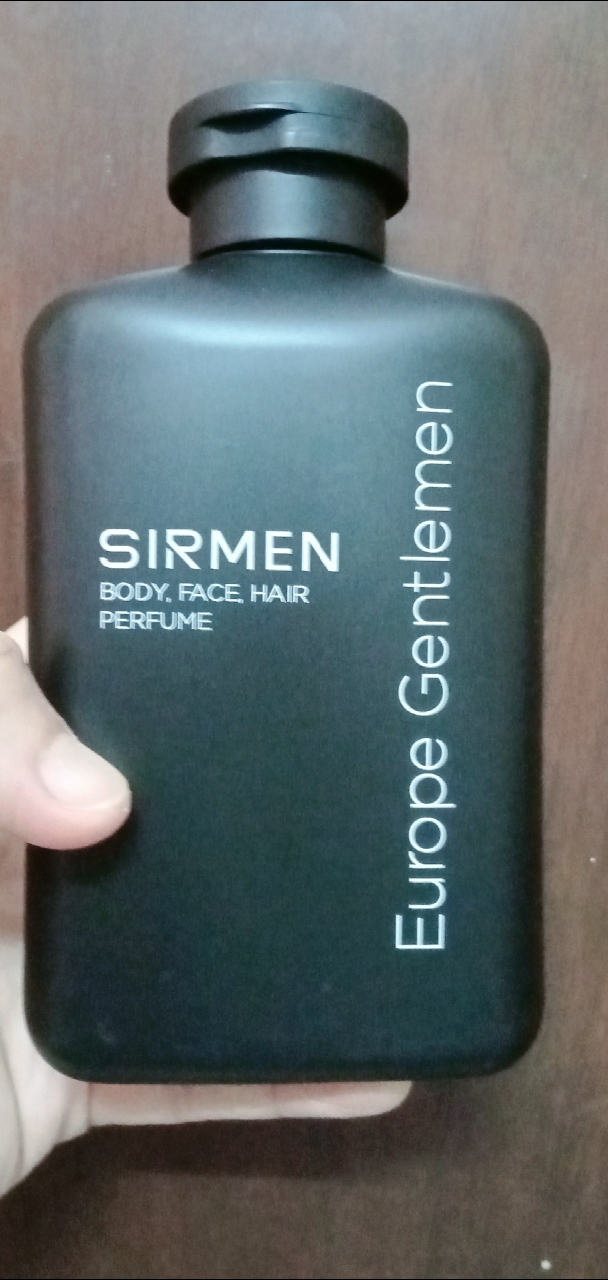 SIRMEN
BODY, FACE, HAIR
PERFUME
Europe Gentlemen